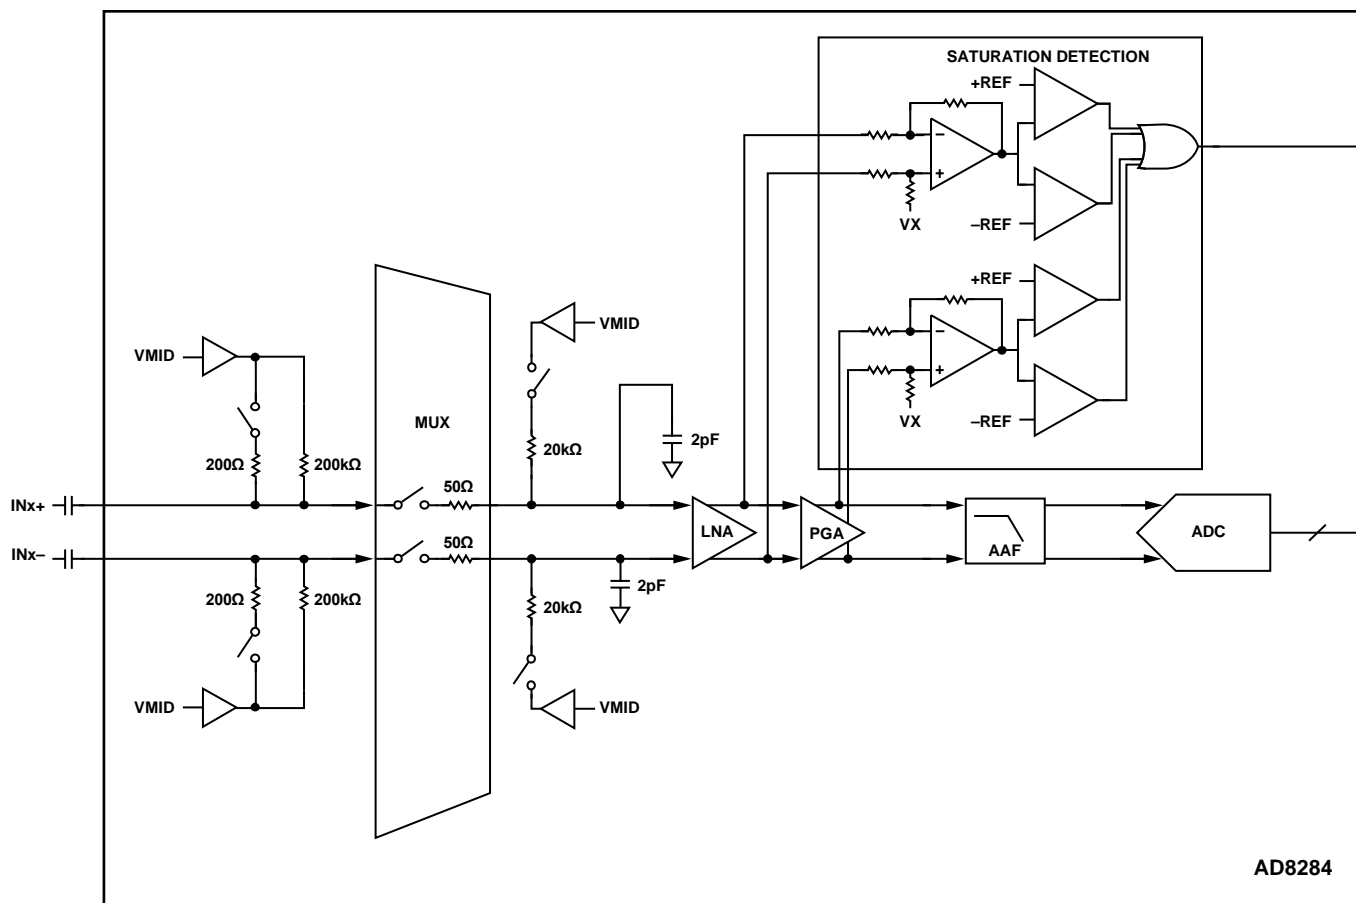 SATURATION DETECTION
+REF
−
+
VX
−REF
+REF
−
+
VX
−REF
VMID
VMID
MUX
200Ω
200kΩ
20kΩ
2pF
50Ω
INx+
LNA
PGA
AAF
ADC
INx−
50Ω
200Ω
200kΩ
20kΩ
2pF
VMID
VMID
AD8284